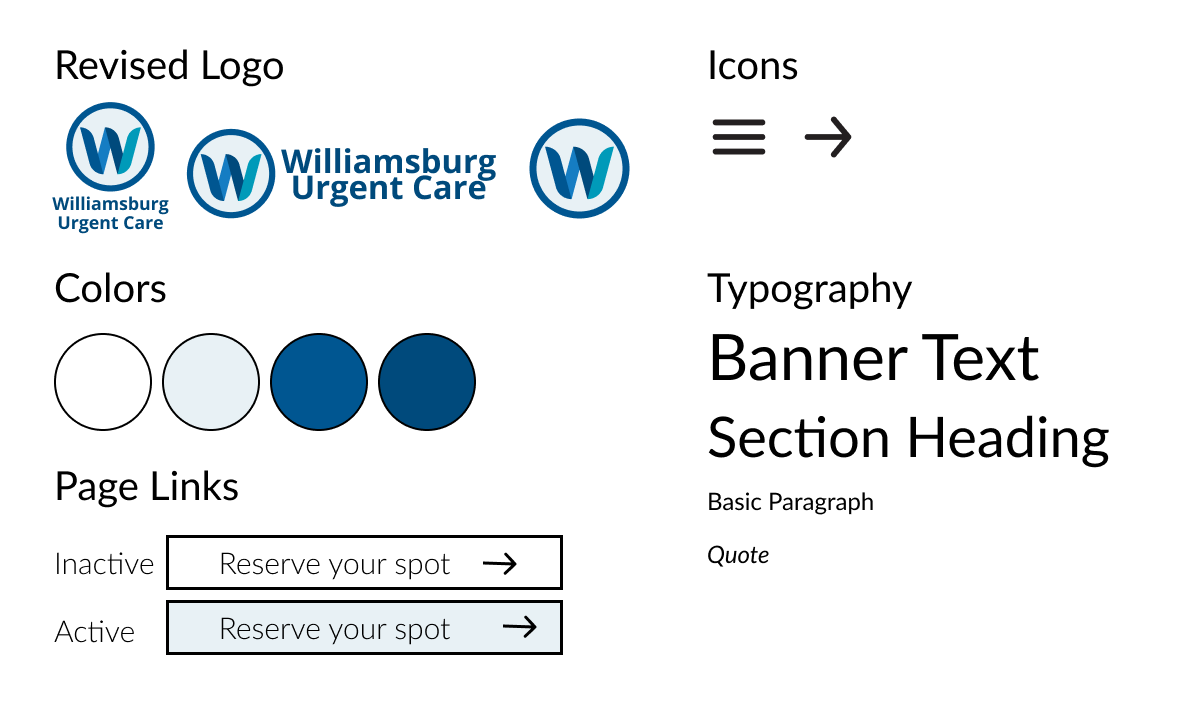 Revised Logo
W
Williamsburg
Urgent Care
W
Williamsburg
Urgent Care
W
Colors
Page Links
Inactive
Reserve your spot
Active
Reserve your spot
Icons
Typography
Banner Text
Section Heading
Basic Paragraph
Quote